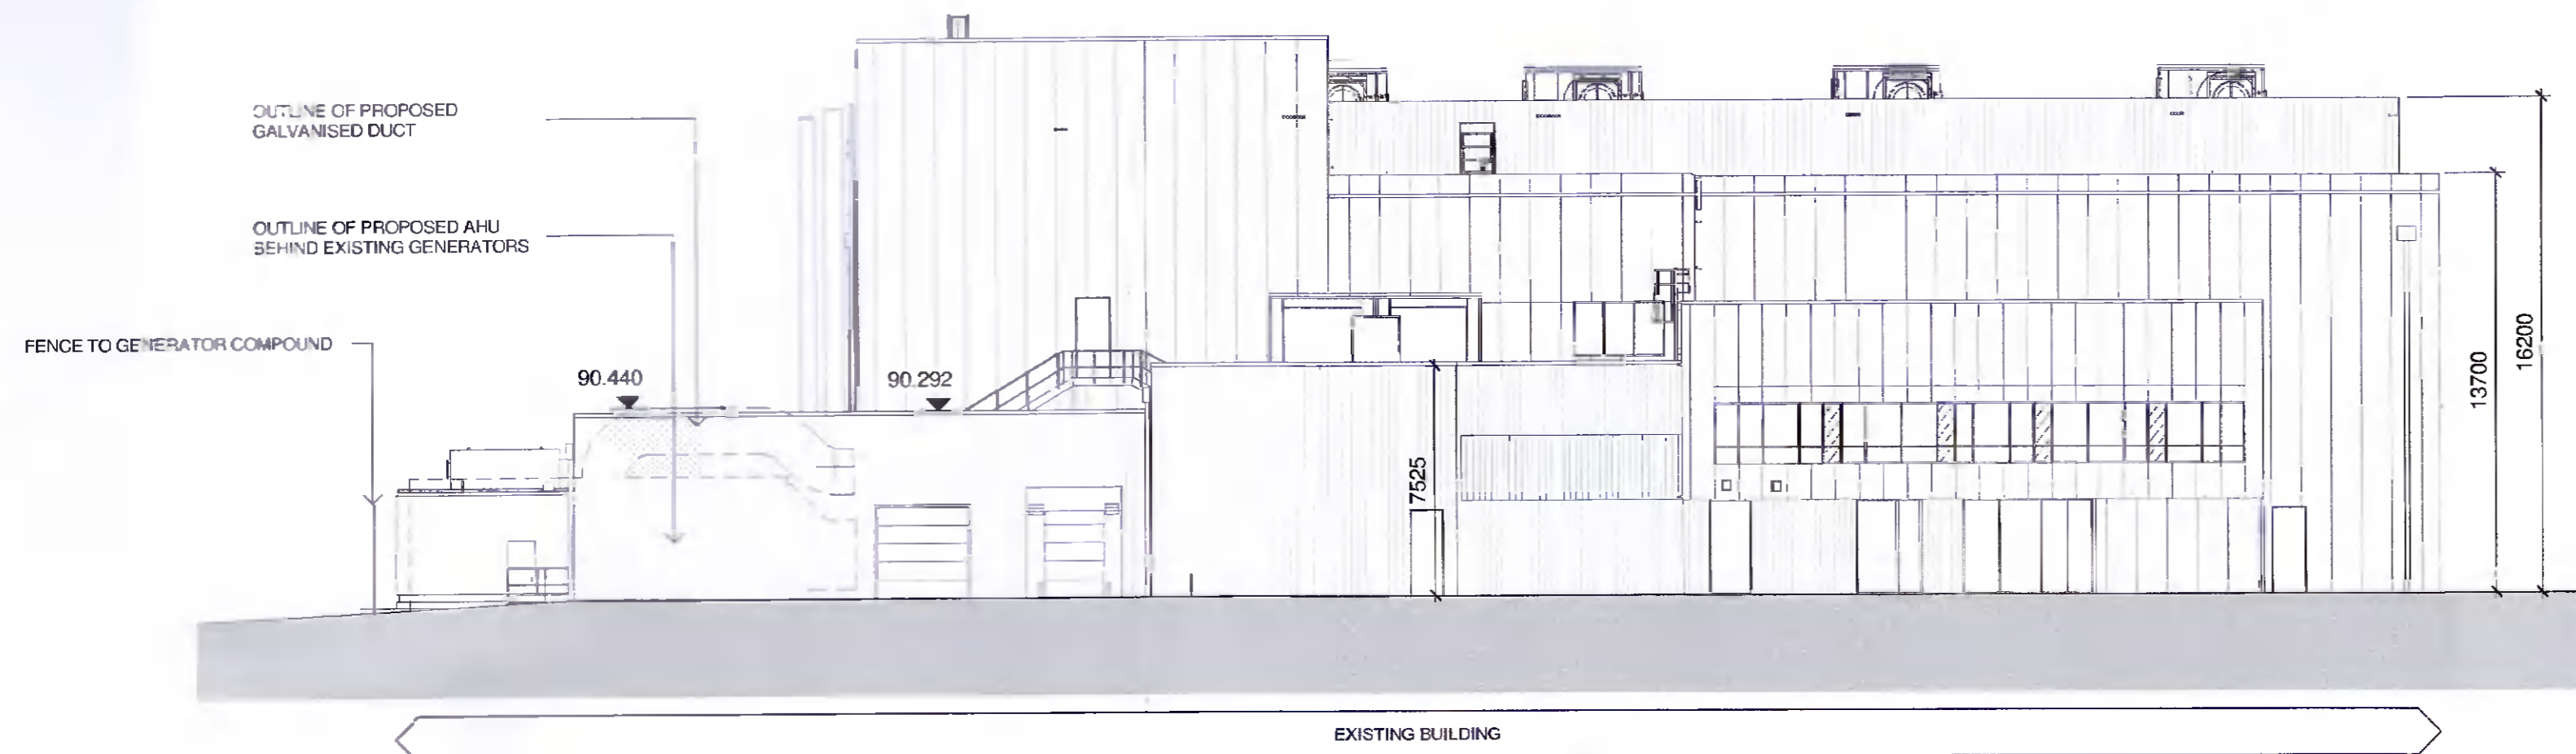 OUTLINE OF PROPOSED
GALVANISED DUCT
OUTLINE OF PROPOSED AHU
BEHIND EXISTING GENERATORS
FENCE TO GENERATOR COMPOUND
90.440
90.292
7525
13700
16200
EXISTING BUILDING